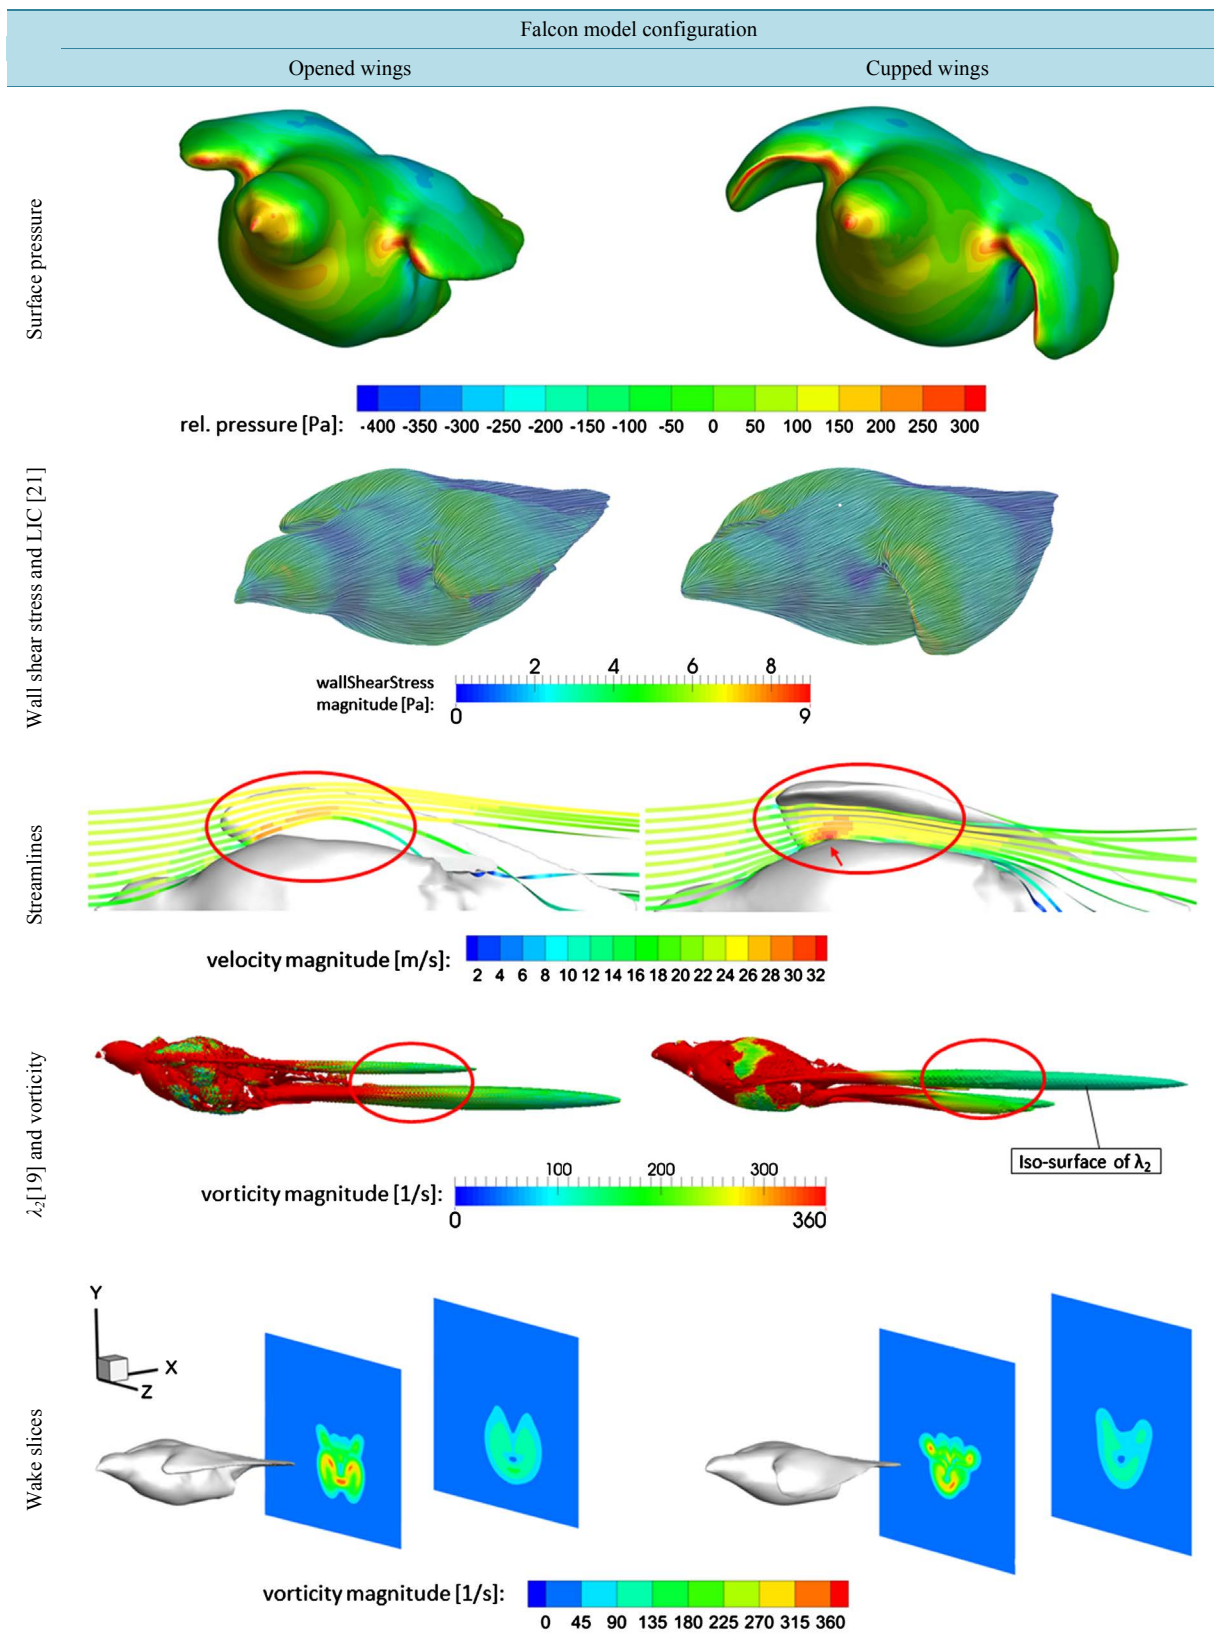 Falcon model configuration
Opened wings Cupped wings
Surface pressure
rel. pressure [Pa]:
-400 -350 -300 -250 -200 -150 -100 -50 0 50 100 150 200 250 300
Wall shear stress and LIC [21]
wallShearStress
magnitude [Pa]:
2 4 6 8
0 9
Streamlines
velocity magnitude [m/s]:
2 4 6 8 10 12 14 16 18 20 22 24 26 28 30 32
λ2[19] and vorticity
Iso-surface of λ2
vorticity magnitude [1/s]:
100 200 300
0 360
Wake slices
Y
X
Z
vorticity magnitude [1/s]:
0 45 90 135 180 225 270 315 360